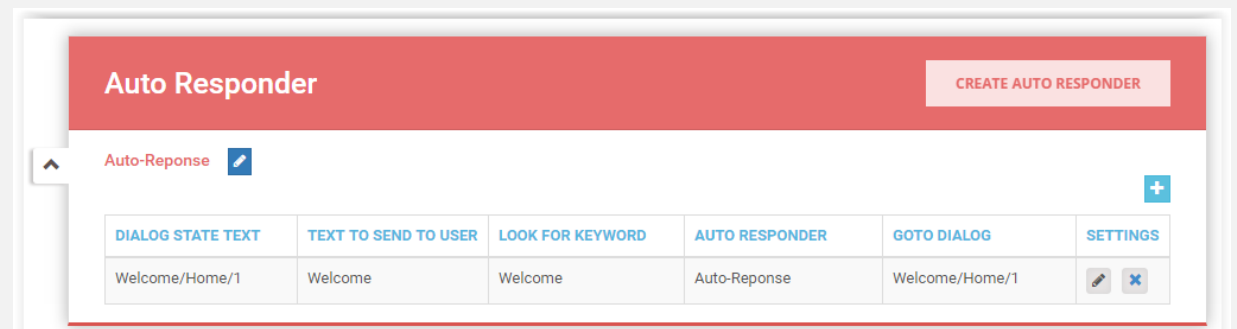 Auto Responder
CREATE AUTO RESPONDER
Auto-Reponse
DIALOG STATE TEXT TEXT TO SEND TO USER LOOK FOR KEYWORD AUTO RESPONDER GOTO DIALOG SETTINGS
Welcome/Home/1 Welcome Welcome Auto-Reponse Welcome/Home/1